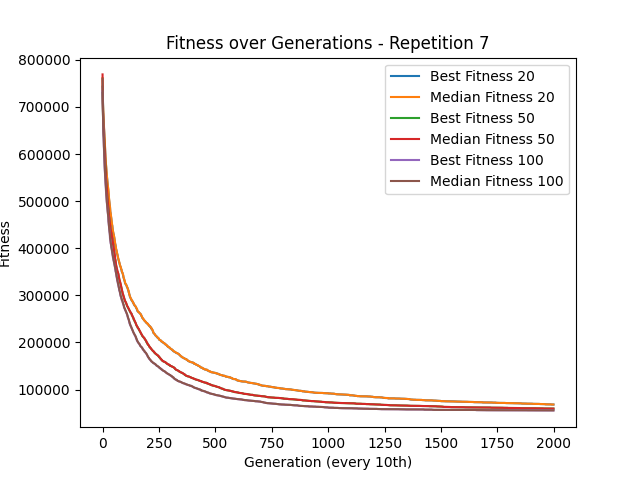 Fitness over Generations - Repetition 7
800000
700000
600000
500000
400000
300000
200000
100000
Fitness
Best Fitness 20
Median Fitness 20
Best Fitness 50
Median Fitness 50
Best Fitness 100
Median Fitness 100
0
250
500
750
1000
1250
1500
1750
2000
Generation (every 10th)